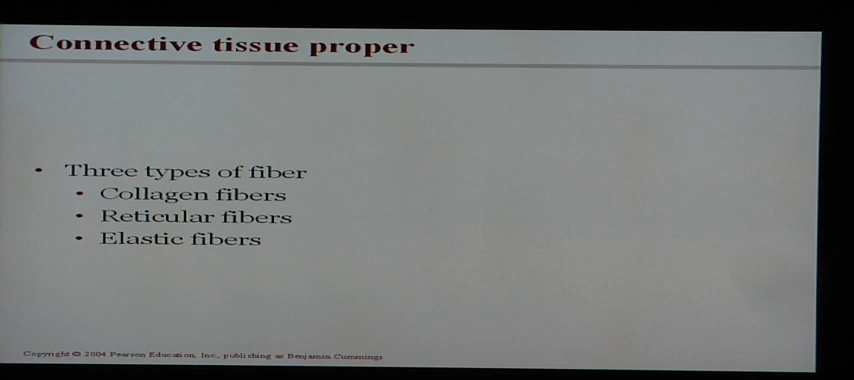 Connective tissue proper
• Three types of fiber
• Collagen fibers
• Reticular fibers
• Elastic fibers
Copyright © 2004 Pearson Education, Inc., publishing as Benjamin Cummings